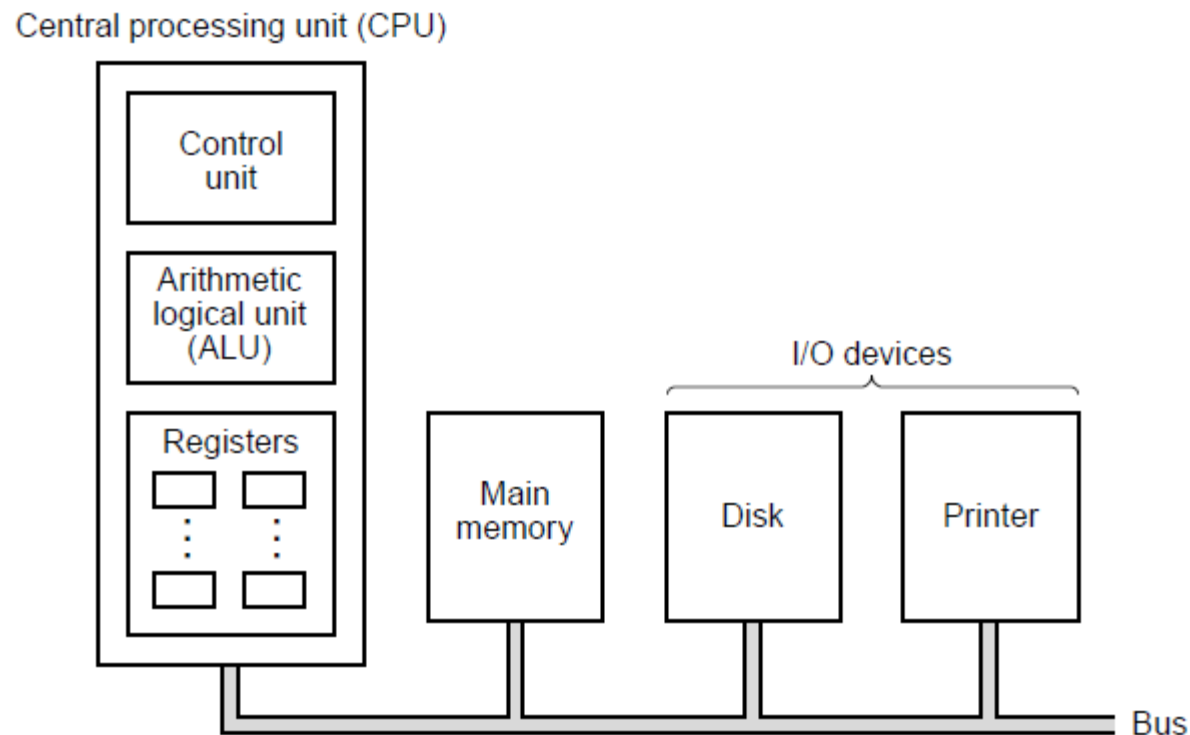 Central processing unit (CPU)
Control
unit
Arithmetic
logical unit
(ALU)
Registers
Main
memory
I/O devices
Disk
Printer
Bus